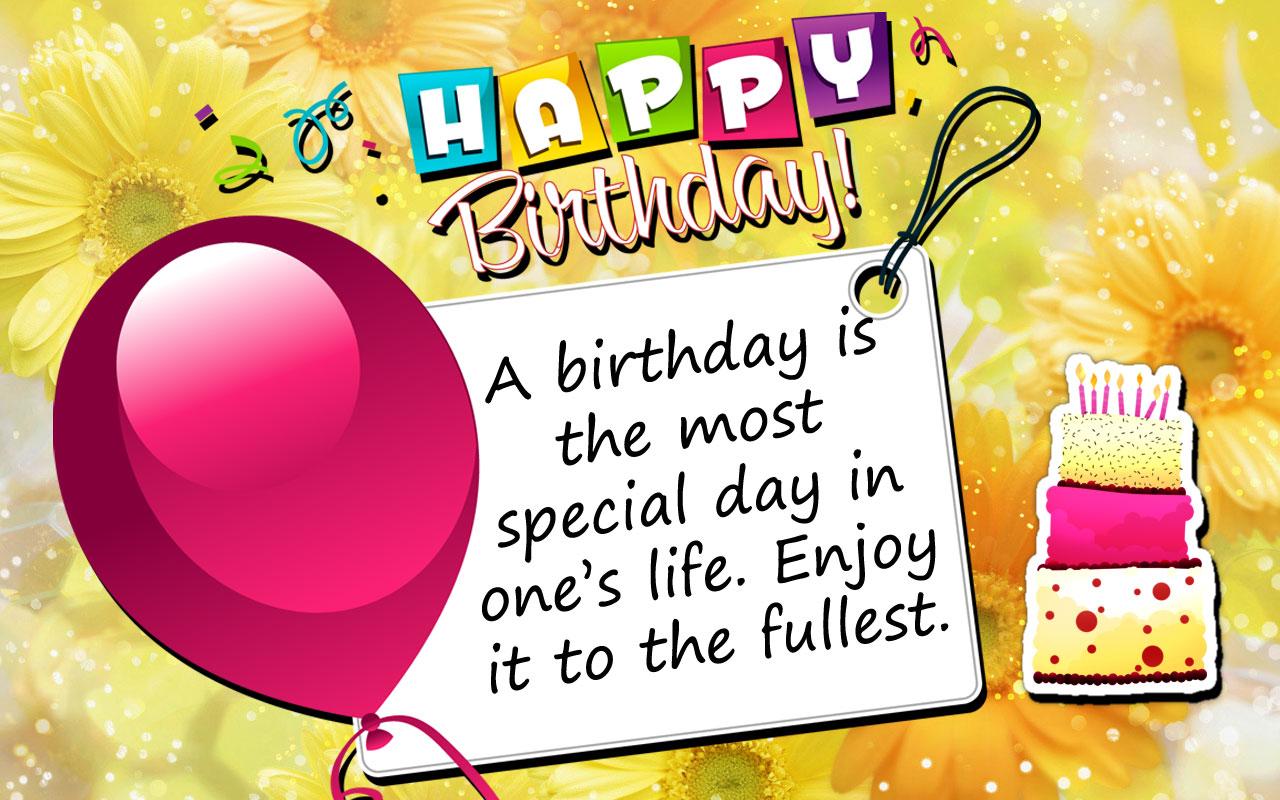 HAPPY
Birthday!
A birthday is
the most
special day in
one's life. Enjoy
it to the fullest.